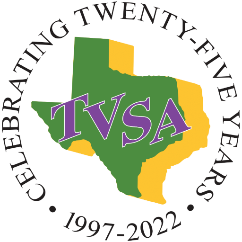 • CELEBRATING TWENTY-FIVE YEARS •
TVSA
1997-2022